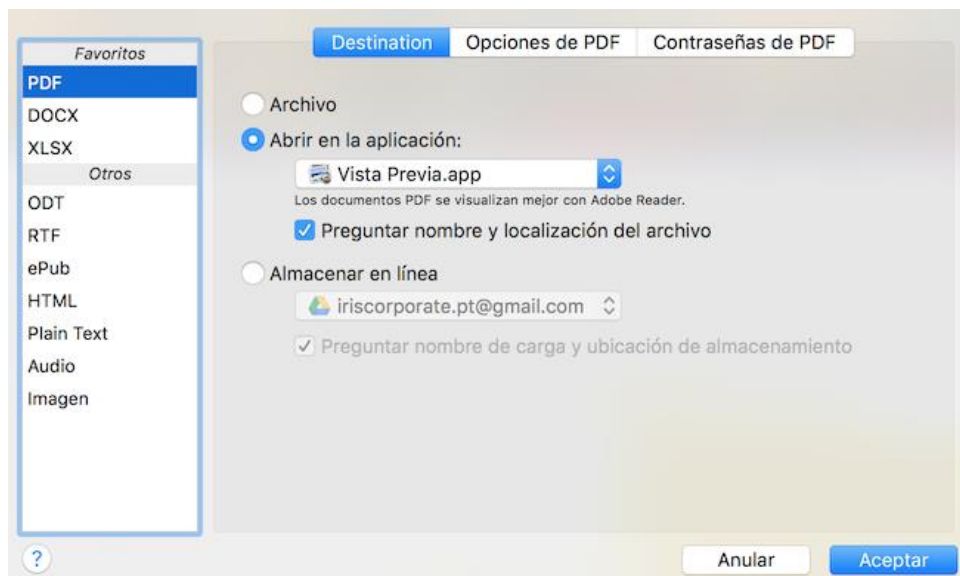 Favoritos
PDF
DOCX
XLSX
Otros
ODT
RTF
ePub
HTML
Plain Text
Audio
Imagen
Destination
Opciones de PDF
Contraseñas de PDF
Archivo
Abrir en la aplicación:
Vista Previa.app
Los documentos PDF se visualizan mejor con Adobe Reader.
Preguntar nombre y localización del archivo
Almacenar en línea
iriscorporate.pt@gmail.com
Preguntar nombre de carga y ubicación de almacenamiento
?
Anular
Aceptar